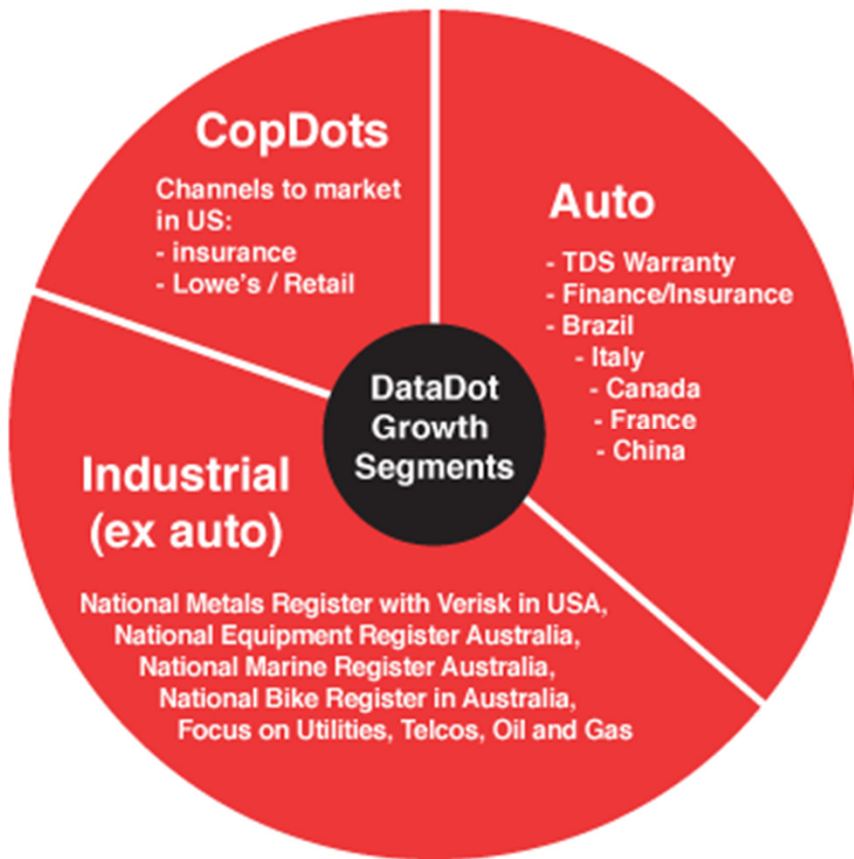 CopDots
Channels to market
in US:
- insurance
- Lowe's / Retail
Auto
- TDS Warranty
- Finance/Insurance
- Brazil
- Italy
- Canada
- France
- China
DataDot
Growth
Segments
Industrial
(ex auto)
National Metals Register with Verisk in USA,
National Equipment Register Australia,
National Marine Register Australia,
National Bike Register in Australia,
Focus on Utilities, Telcos, Oil and Gas